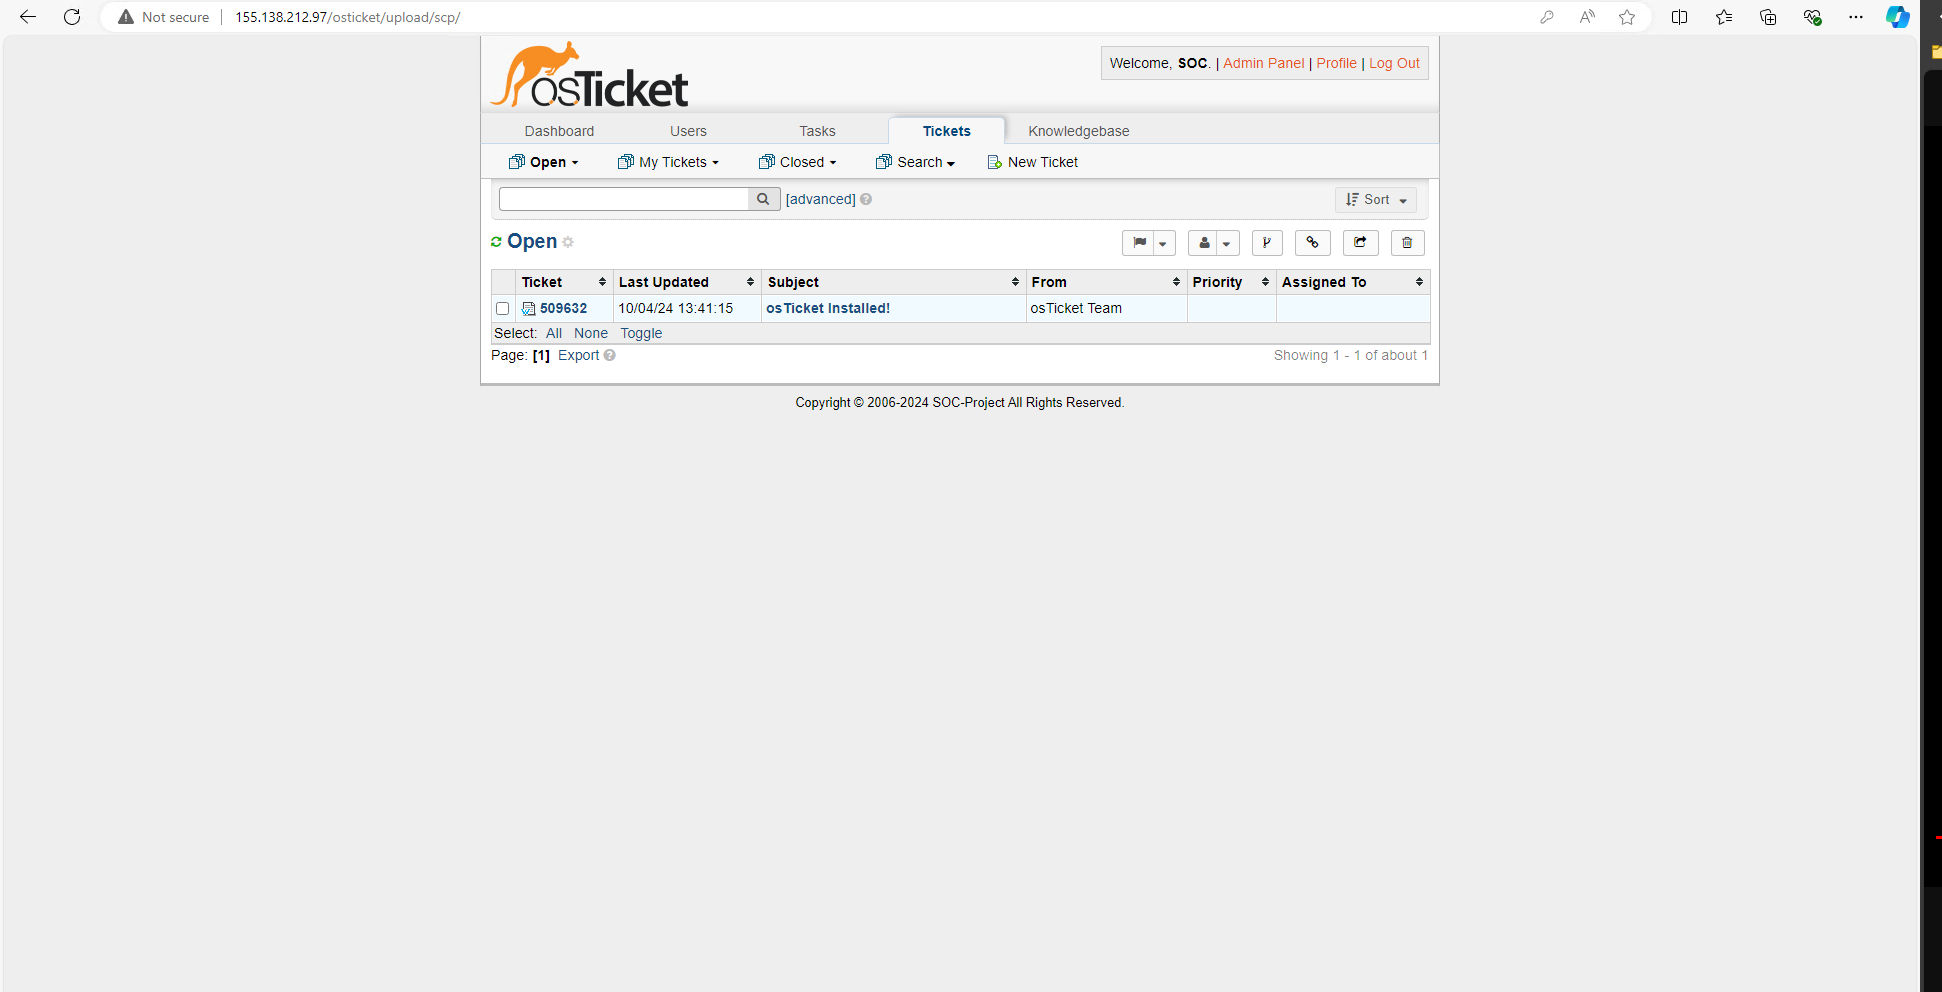 Not secure 155.138.212.97/osticket/upload/scp/
osTicket
Welcome, SOC. | Admin Panel | Profile | Log Out
Dashboard Users Tasks Tickets Knowledgebase
Open My Tickets Closed Search New Ticket
[advanced] Sort
Open
Ticket Last Updated Subject From Priority Assigned To
509632 10/04/24 13:41:15 osTicket Installed! osTicket Team
Select: All None Toggle
Page: [1] Export Showing 1 - 1 of about 1
Copyright © 2006-2024 SOC-Project All Rights Reserved.